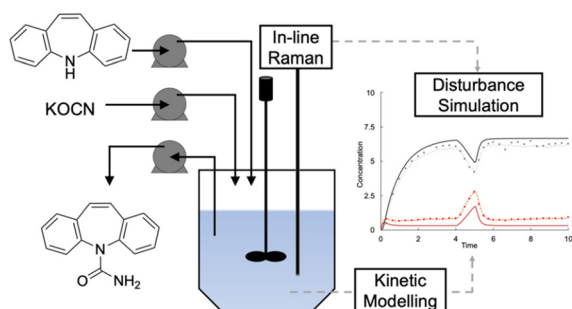 N
H
KOCN
N
O
NH₂
In-line
Raman
Disturbance
Simulation
10
7.5
5
2.5
0
Concentration
0 2 4 6 8 10
Time
Kinetic
Modelling